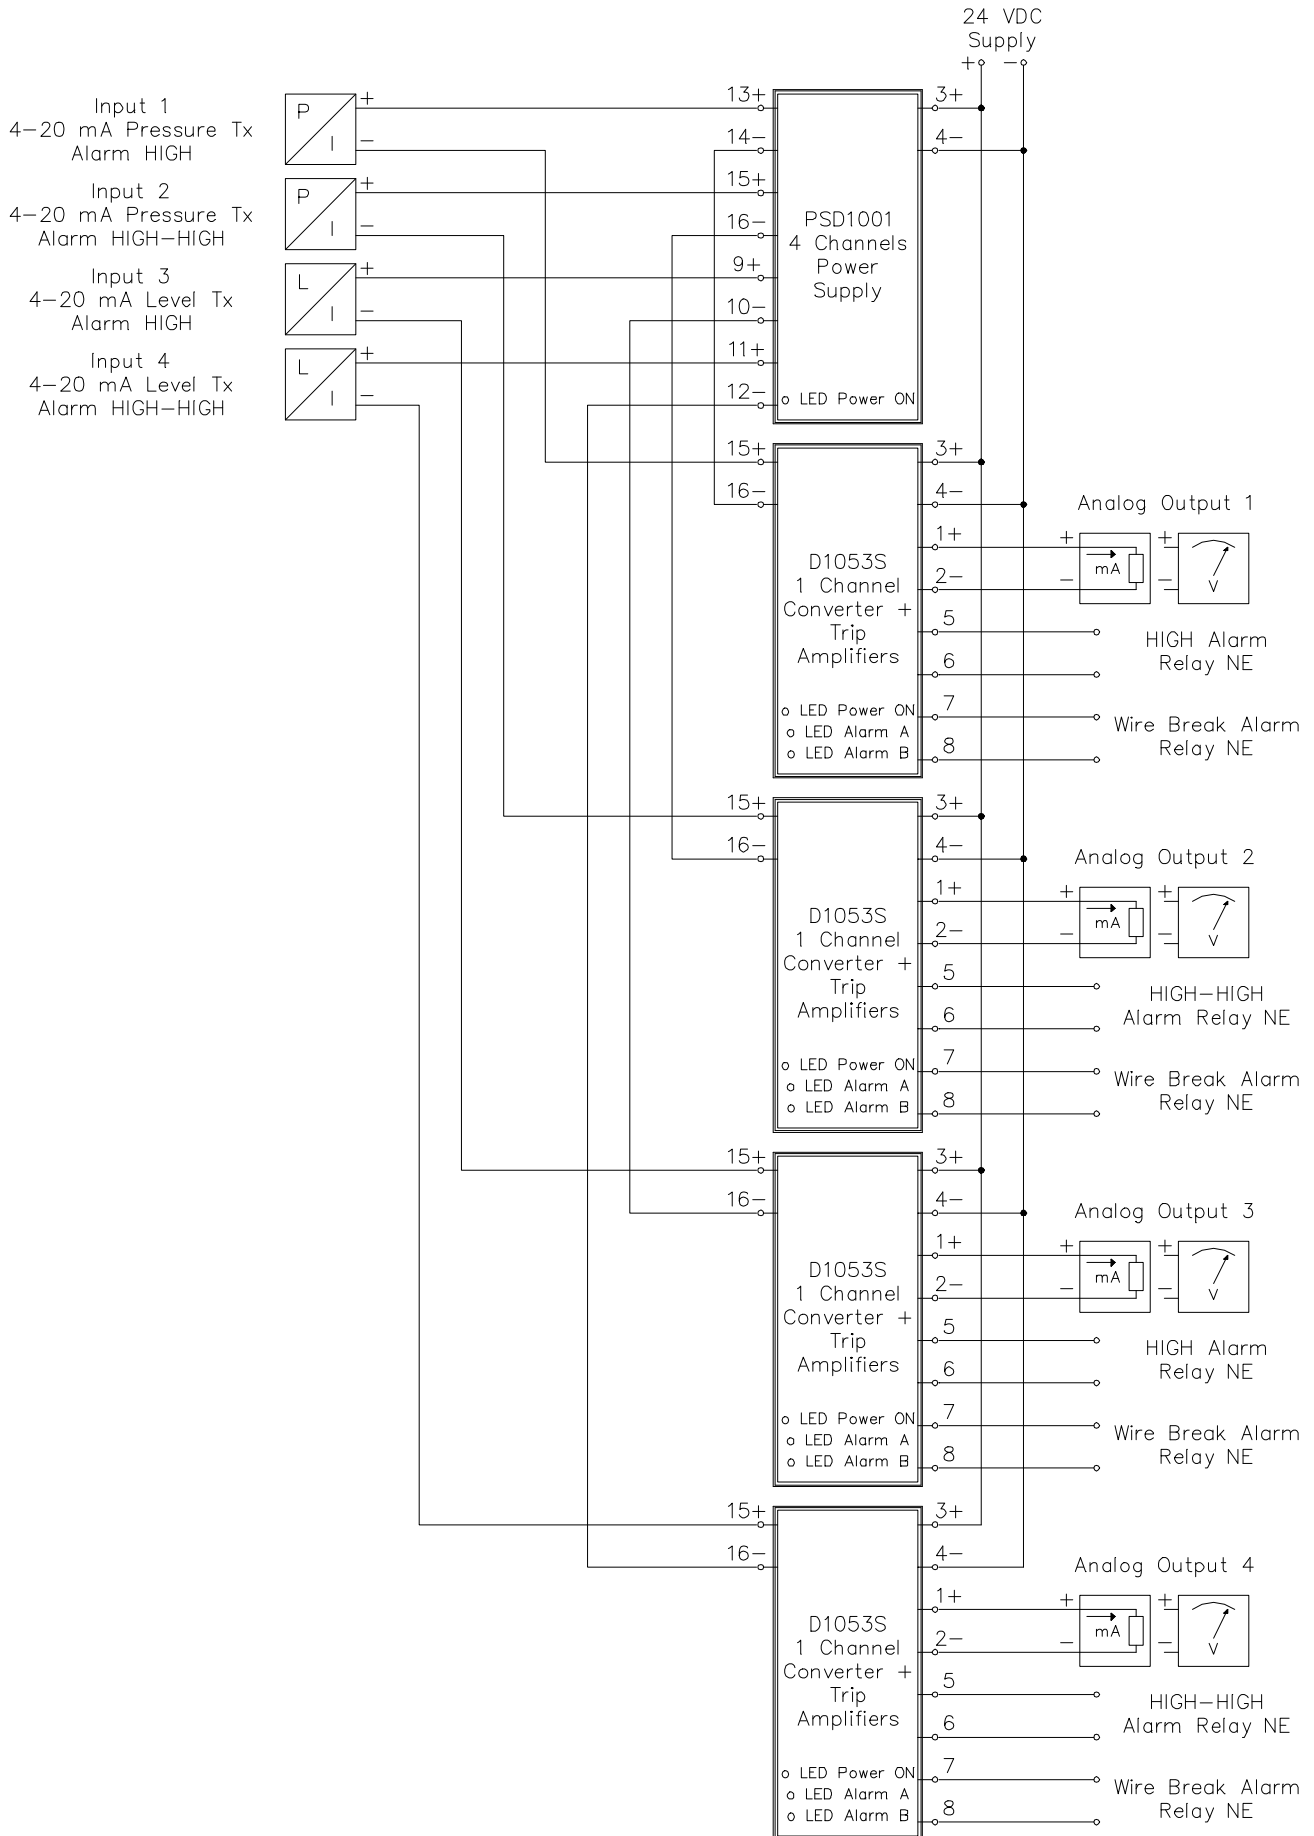 24 VDC
Supply
+ −
Input 1
4−20 mA Pressure Tx
Alarm HIGH
P
I
+
−
Input 2
4−20 mA Pressure Tx
Alarm HIGH−HIGH
P
I
+
−
Input 3
4−20 mA Level Tx
Alarm HIGH
L
I
+
−
Input 4
4−20 mA Level Tx
Alarm HIGH−HIGH
L
I
+
−
13+
14−
15+
16−
9+
10−
11+
12−
PSD1001
4 Channels
Power
Supply
LED Power ON
3+
4−
15+
16−
D1053S
1 Channel
Converter +
Trip
Amplifiers
LED Power ON
LED Alarm A
LED Alarm B
3+
4−
1+
2−
5
6
7
8
Analog Output 1
+
−
mA
+
−
V
HIGH Alarm
Relay NE
Wire Break Alarm
Relay NE
15+
16−
D1053S
1 Channel
Converter +
Trip
Amplifiers
LED Power ON
LED Alarm A
LED Alarm B
3+
4−
1+
2−
5
6
7
8
Analog Output 2
+
−
mA
+
−
V
HIGH−HIGH
Alarm Relay NE
Wire Break Alarm
Relay NE
15+
16−
D1053S
1 Channel
Converter +
Trip
Amplifiers
LED Power ON
LED Alarm A
LED Alarm B
3+
4−
1+
2−
5
6
7
8
Analog Output 3
+
−
mA
+
−
V
HIGH Alarm
Relay NE
Wire Break Alarm
Relay NE
15+
16−
D1053S
1 Channel
Converter +
Trip
Amplifiers
LED Power ON
LED Alarm A
LED Alarm B
3+
4−
1+
2−
5
6
7
8
Analog Output 4
+
−
mA
+
−
V
HIGH−HIGH
Alarm Relay NE
Wire Break Alarm
Relay NE